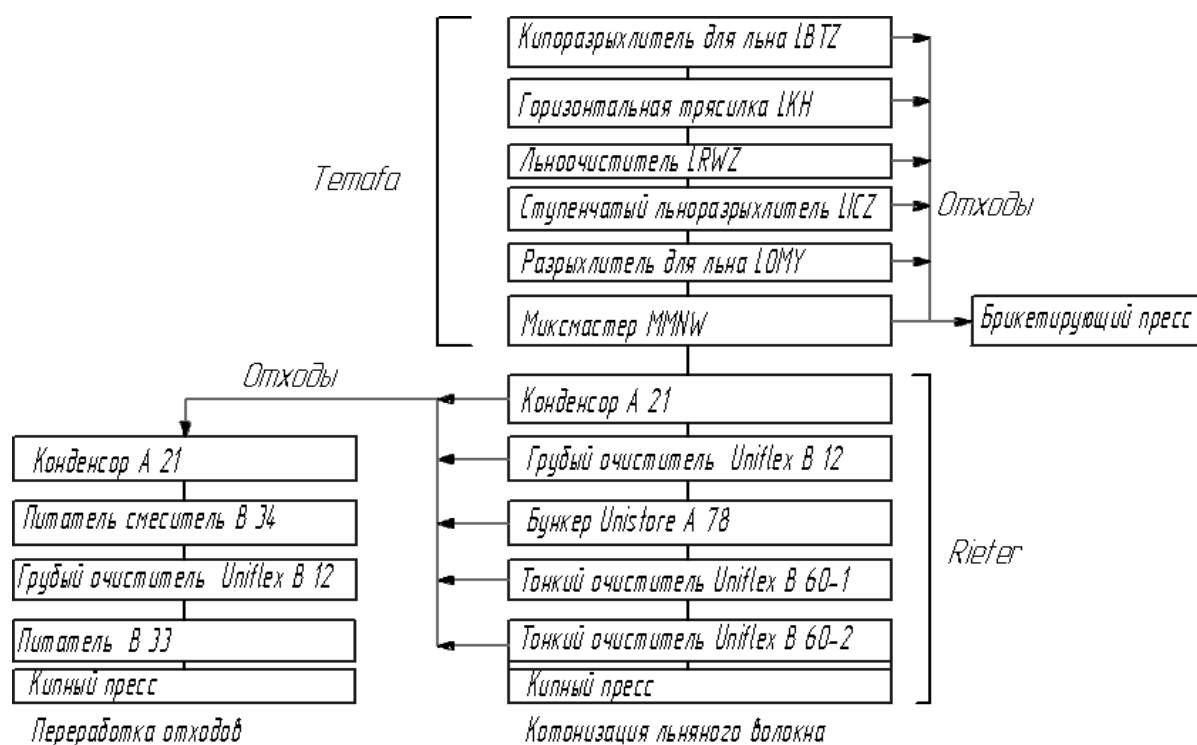 Кипоразрыхлитель для льна LBTZ
Горизонтальная трясилка LKH
Temafa
Льноочиститель LRWZ
Ступенчатый льноразрыхлитель LICZ
Отходы
Разрыхлитель для льна LOMY
Миксмастер MMNW
Брикетирующий пресс
Отходы
Конденсор А 21
Грубый очиститель Uniflex B 12
Бункер Unistore A 78
Rieter
Тонкий очиститель Uniflex B 60-1
Тонкий очиститель Uniflex B 60-2
Кипный пресс
Котонизация льняного волокна
Конденсор А 21
Питатель смеситель В 34
Грубый очиститель Uniflex B 12
Питатель В 33
Кипный пресс
Переработка отходов